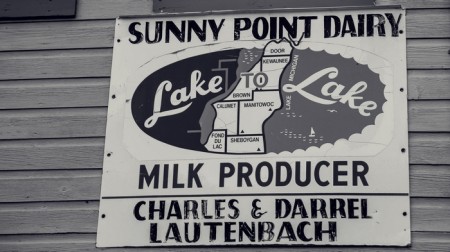 SUNNY POINT DAIRY
Lake TO Lake
DOOR
KEWAUNEE
BROWN
CALUMET
MANITOWOC
FOND DU LAC
SHEBOYGAN
LAKE MICHIGAN
MILK PRODUCER
CHARLES & DARREL
LAUTENBACH